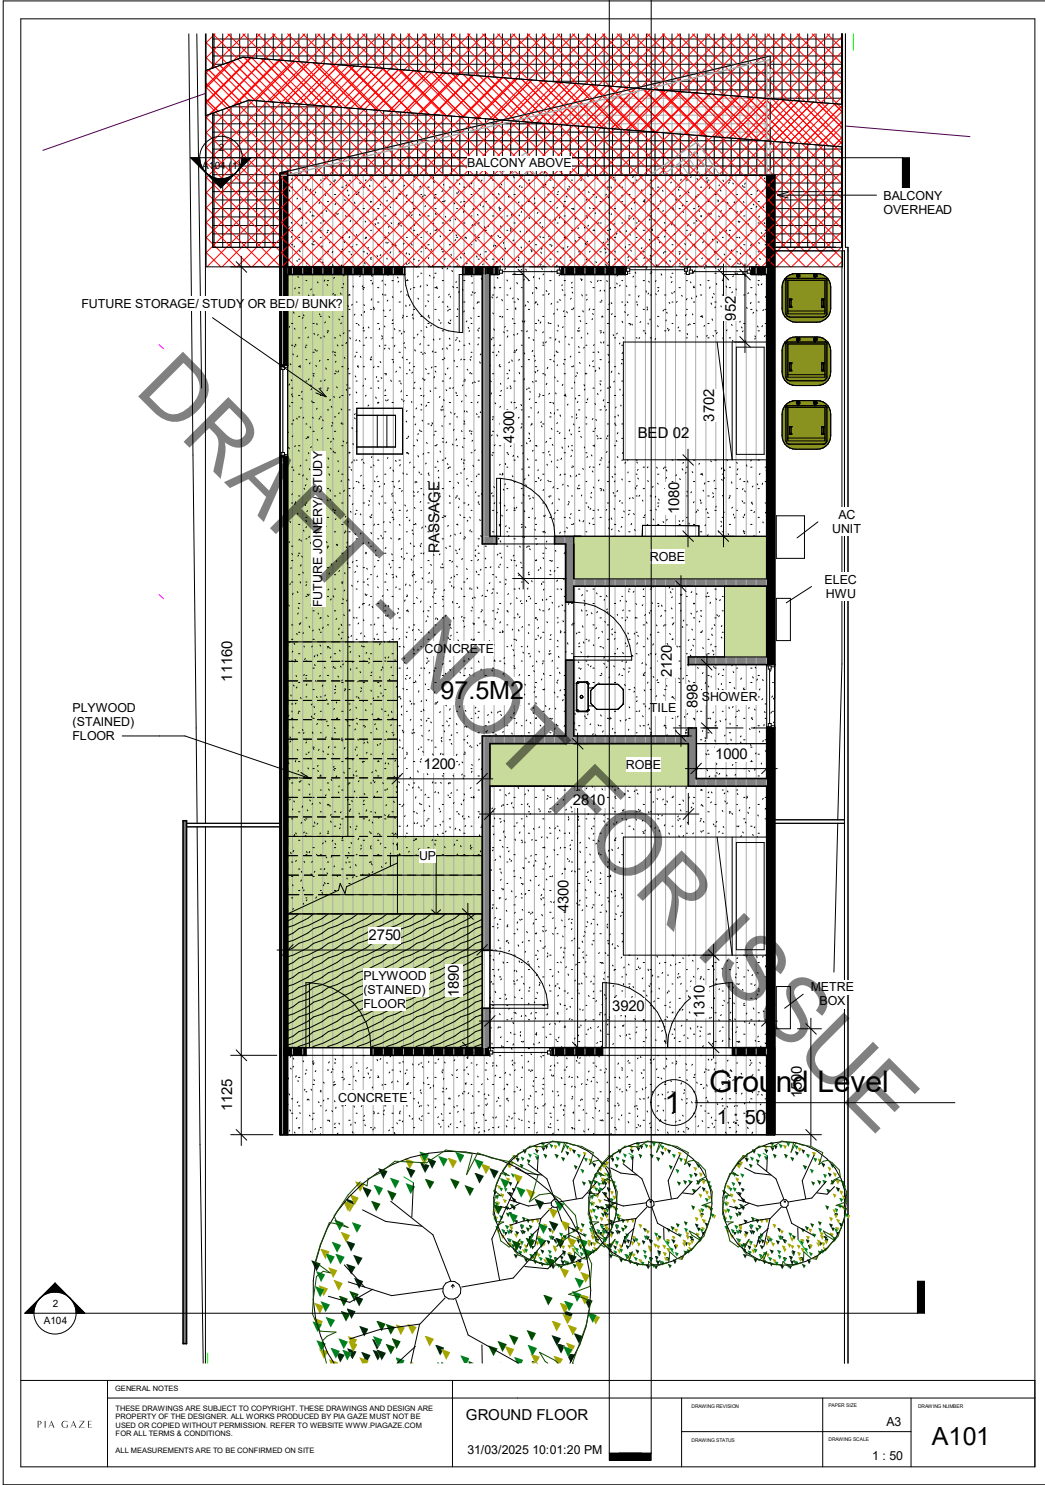 BALCONY ABOVE
BALCONY
OVERHEAD
FUTURE STORAGE/ STUDY OR BED/ BUNK?
952
3702
4300
BED 02
1080
PASSAGE
FUTURE JOINERY/ STUDY
AC
UNIT
ROBE
ELEC
HWU
11160
CONCRETE
97.5M2
2120
898
SHOWER
TILE
PLYWOOD
(STAINED)
FLOOR
1200
ROBE
1000
2810
UP
4300
2750
PLYWOOD
(STAINED)
FLOOR
1890
3920
1310
METRE
BOX
1125
CONCRETE
1
Ground Level
1 : 50
1500
DRAFT - NOT FOR ISSUE
2
A104
PIA GAZE
GENERAL NOTES
THESE DRAWINGS ARE SUBJECT TO COPYRIGHT. THESE DRAWINGS AND DESIGN ARE
PROPERTY OF THE DESIGNER. ALL WORKS PRODUCED BY PIA GAZE MUST NOT BE
USED OR COPIED WITHOUT PERMISSION. REFER TO WEBSITE WWW.PIAGAZE.COM
FOR ALL TERMS & CONDITIONS.
ALL MEASUREMENTS ARE TO BE CONFIRMED ON SITE
GROUND FLOOR
31/03/2025 10:01:20 PM
DRAWING REVISION
DRAWING STATUS
PAPER SIZE
A3
DRAWING SCALE
1 : 50
DRAWING NUMBER
A101